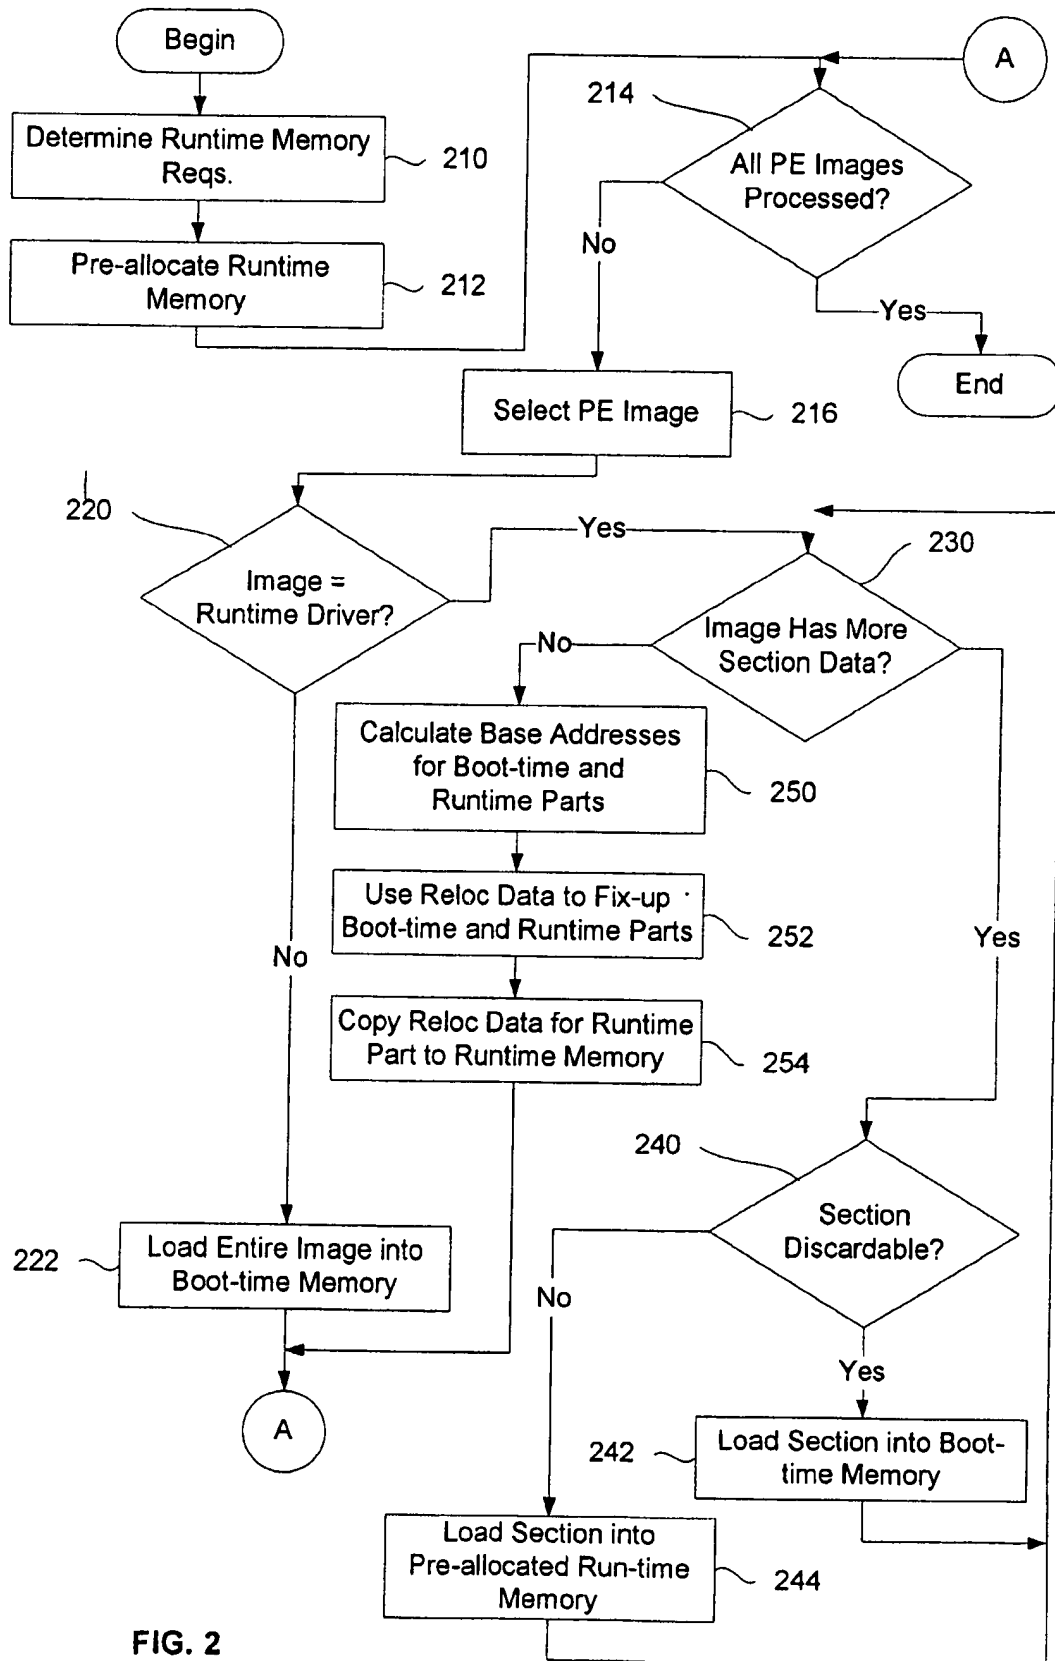 Begin
A
214
Determine Runtime Memory
Reqs.
210
All PE Images
Processed?
No
Pre-allocate Runtime
Memory
212
Yes
End
Select PE Image
216
220
Yes
230
Image =
Runtime Driver?
Image Has More
Section Data?
No
Calculate Base Addresses
for Boot-time and
Runtime Parts
250
Use Reloc Data to Fix-up
Boot-time and Runtime Parts
252
No
Yes
Copy Reloc Data for Runtime
Part to Runtime Memory
254
240
Section
Discardable?
222
Load Entire Image into
Boot-time Memory
No
Yes
A
242
Load Section into Boot-
time Memory
Load Section into
Pre-allocated Run-time
Memory
244
FIG. 2